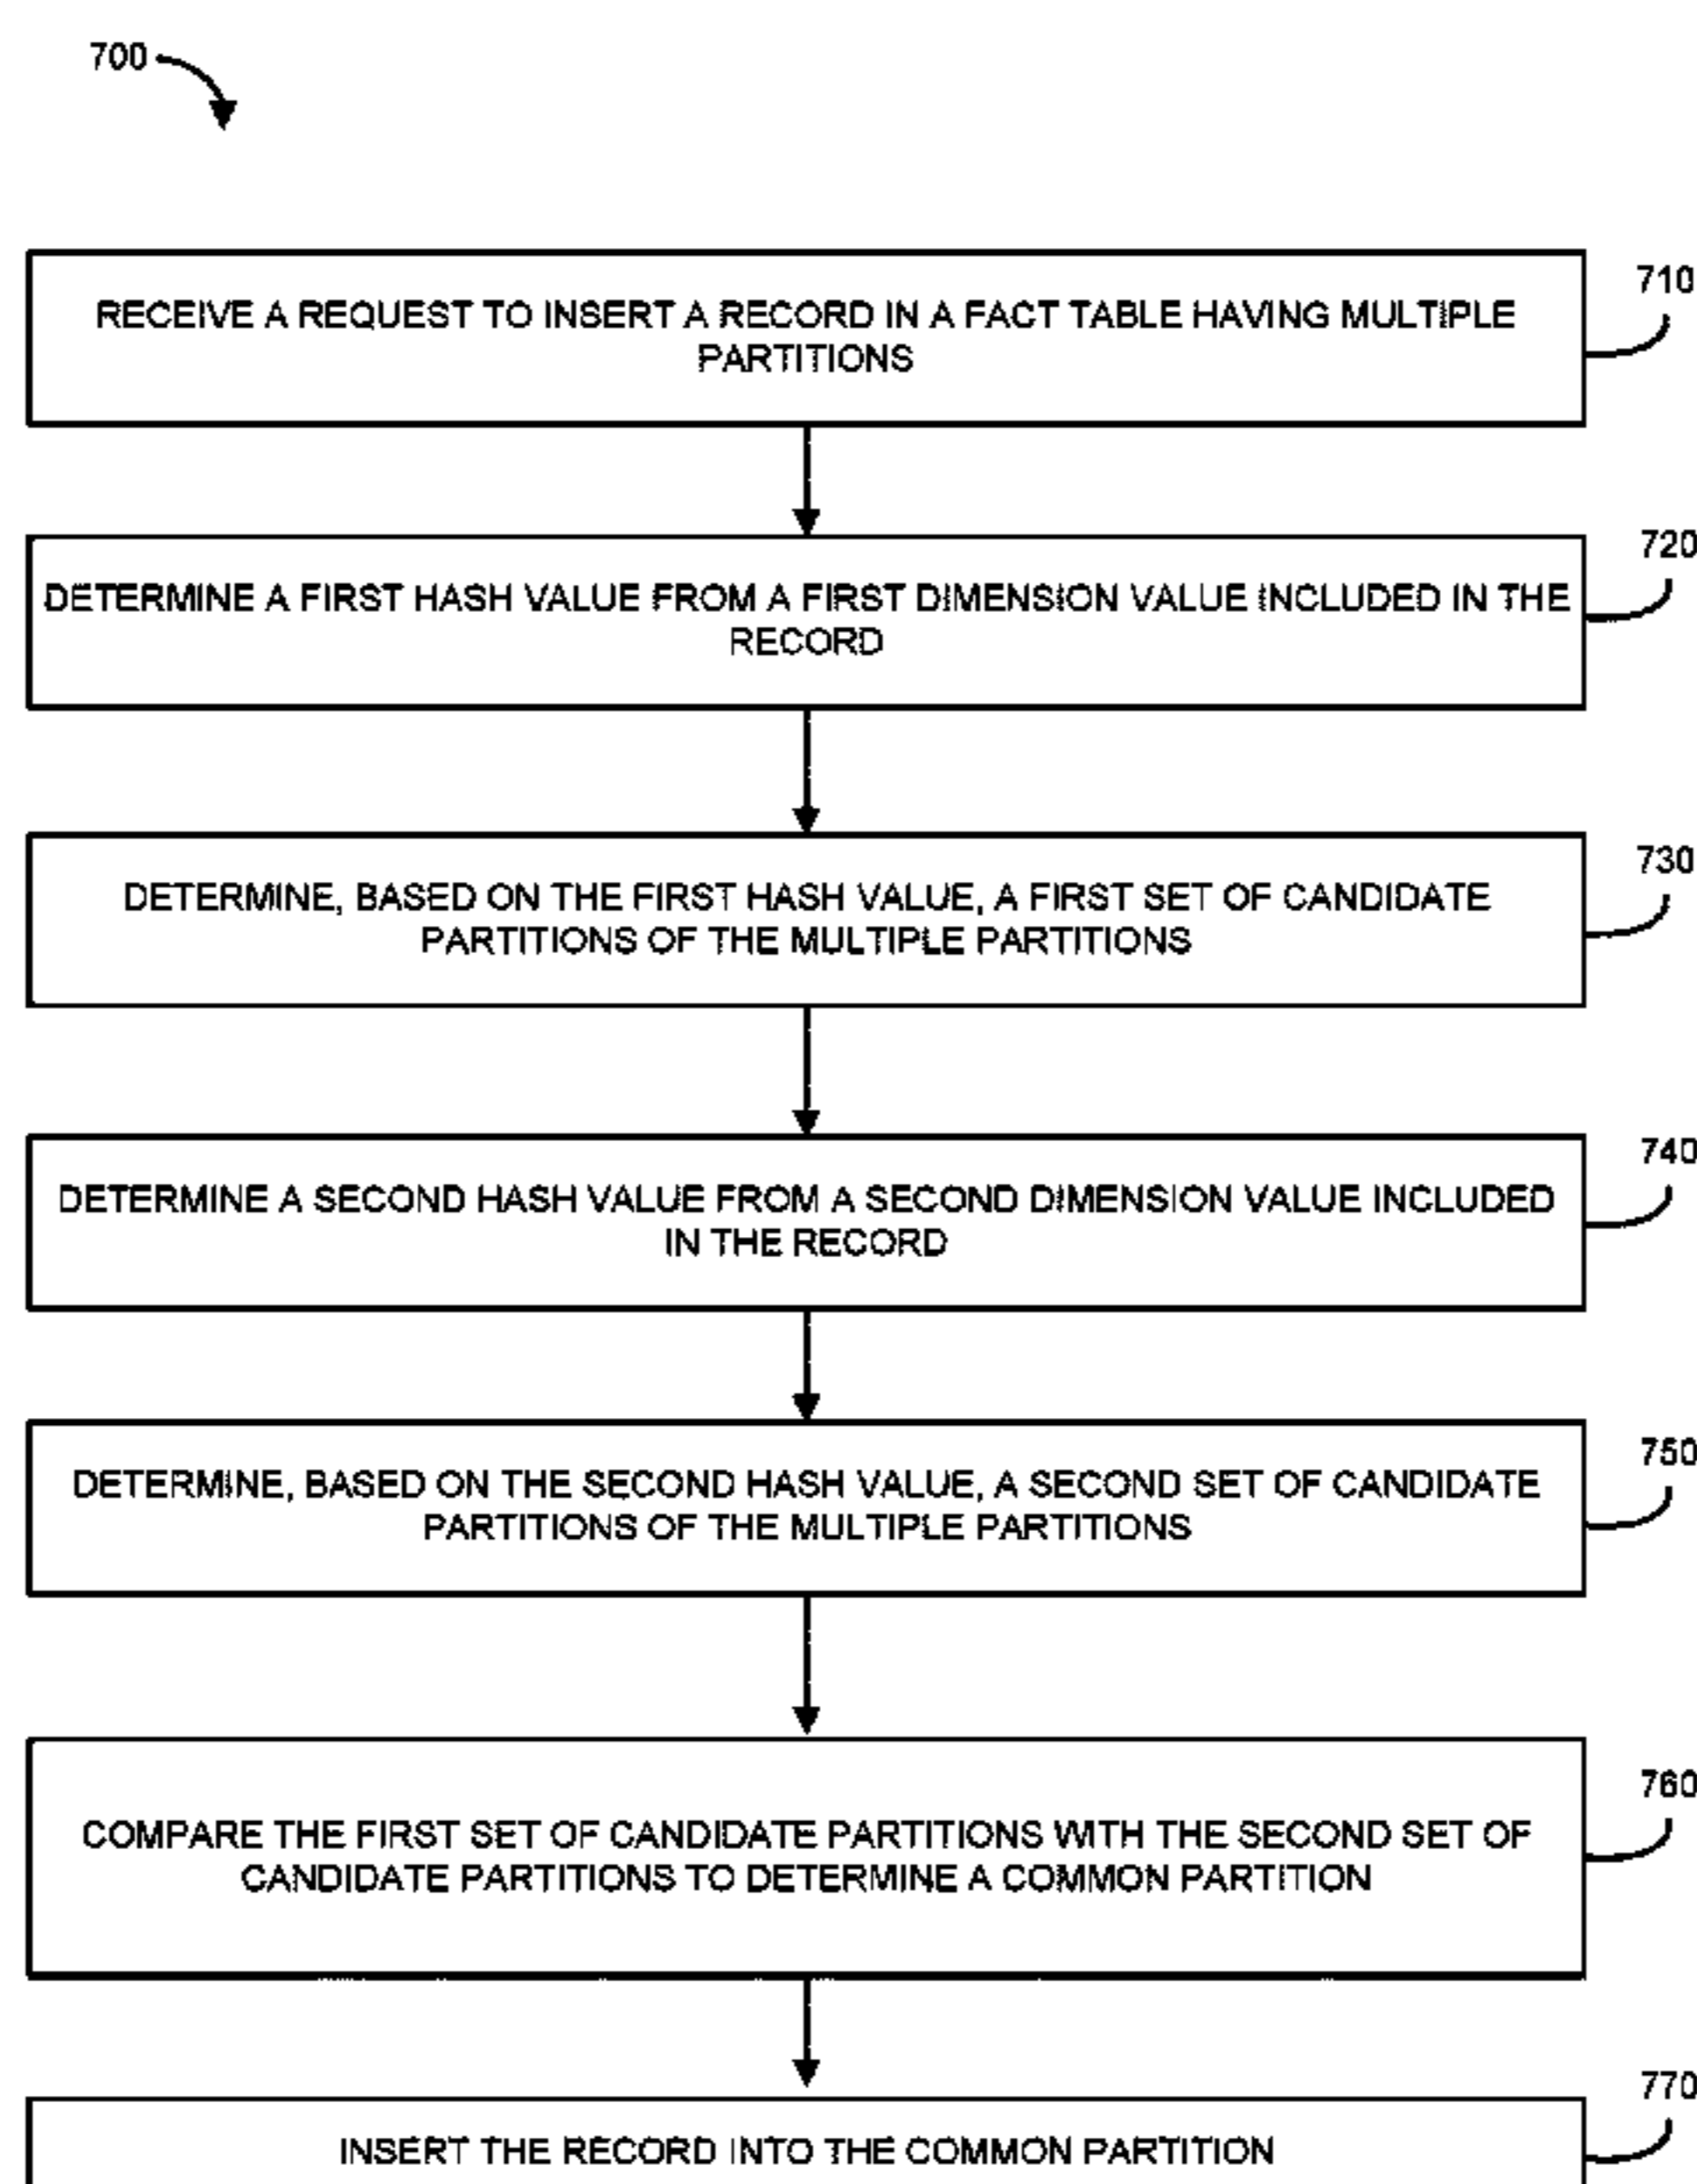 700
710
RECEIVE A REQUEST TO INSERT A RECORD IN A FACT TABLE HAVING MULTIPLE
PARTITIONS
720
DETERMINE A FIRST HASH VALUE FROM A FIRST DIMENSION VALUE INCLUDED IN THE
RECORD
730
DETERMINE, BASED ON THE FIRST HASH VALUE, A FIRST SET OF CANDIDATE
PARTITIONS OF THE MULTIPLE PARTITIONS
740
DETERMINE A SECOND HASH VALUE FROM A SECOND DIMENSION VALUE INCLUDED
IN THE RECORD
750
DETERMINE, BASED ON THE SECOND HASH VALUE, A SECOND SET OF CANDIDATE
PARTITIONS OF THE MULTIPLE PARTITIONS
760
COMPARE THE FIRST SET OF CANDIDATE PARTITIONS WITH THE SECOND SET OF
CANDIDATE PARTITIONS TO DETERMINE A COMMON PARTITION
770
INSERT THE RECORD INTO THE COMMON PARTITION